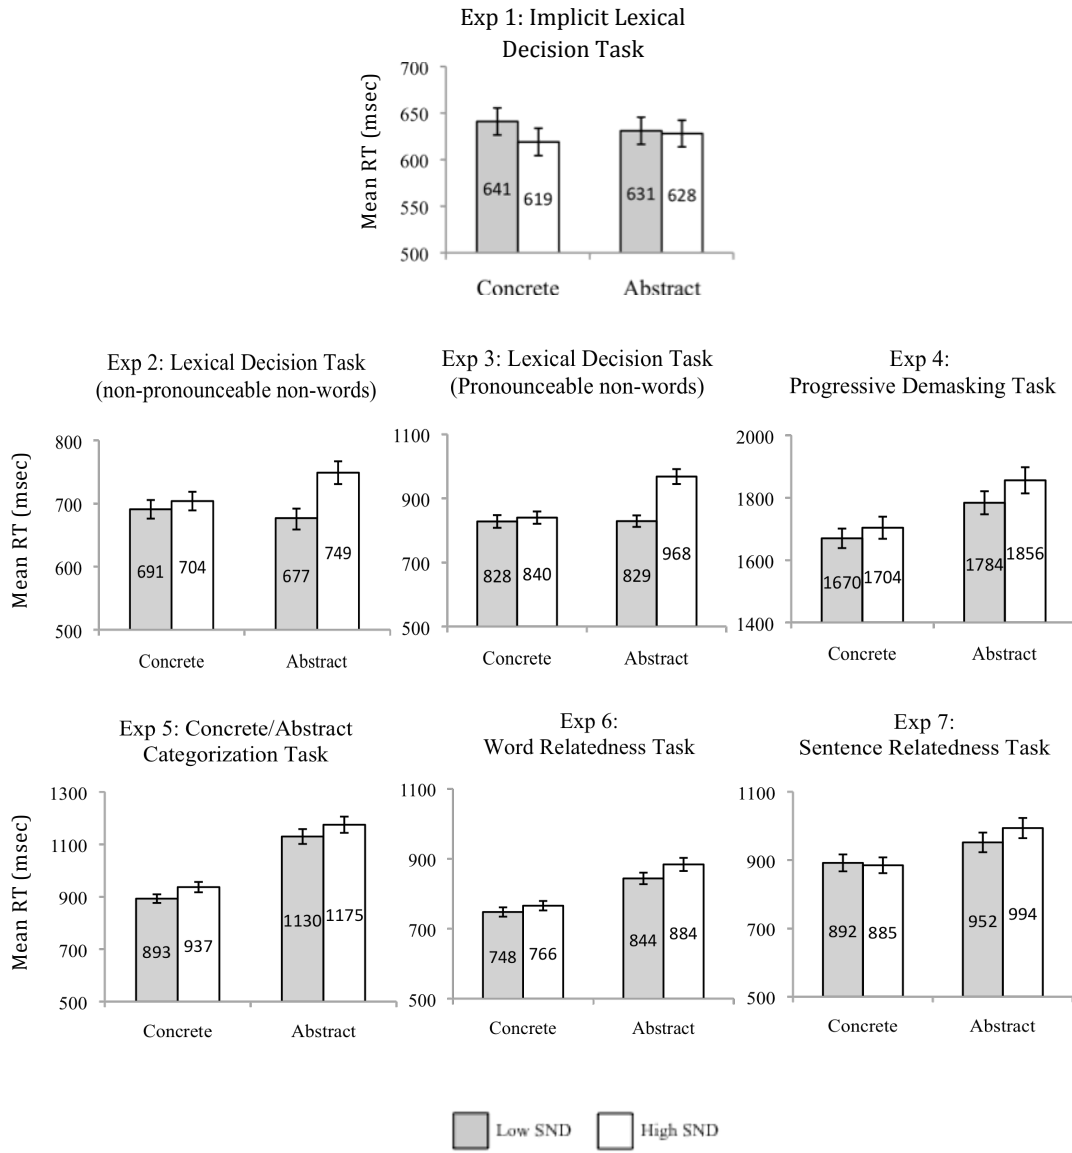 Exp 1: Implicit Lexical
Decision Task
Mean RT (msec)
700
650
600
550
500
641
619
631
628
Concrete
Abstract
Exp 2: Lexical Decision Task
(non-pronounceable non-words)
Mean RT (msec)
800
700
600
500
691
704
677
749
Concrete
Abstract
Exp 3: Lexical Decision Task
(Pronounceable non-words)
1100
900
700
500
828
840
829
968
Concrete
Abstract
Exp 4:
Progressive Demasking Task
2000
1800
1600
1400
1670
1704
1784
1856
Concrete
Abstract
Exp 5: Concrete/Abstract
Categorization Task
Mean RT (msec)
1300
1100
900
700
500
893
937
1130
1175
Concrete
Abstract
Exp 6:
Word Relatedness Task
1100
900
700
500
748
766
844
884
Concrete
Abstract
Exp 7:
Sentence Relatedness Task
1100
900
700
500
892
885
952
994
Concrete
Abstract
Low SND
High SND